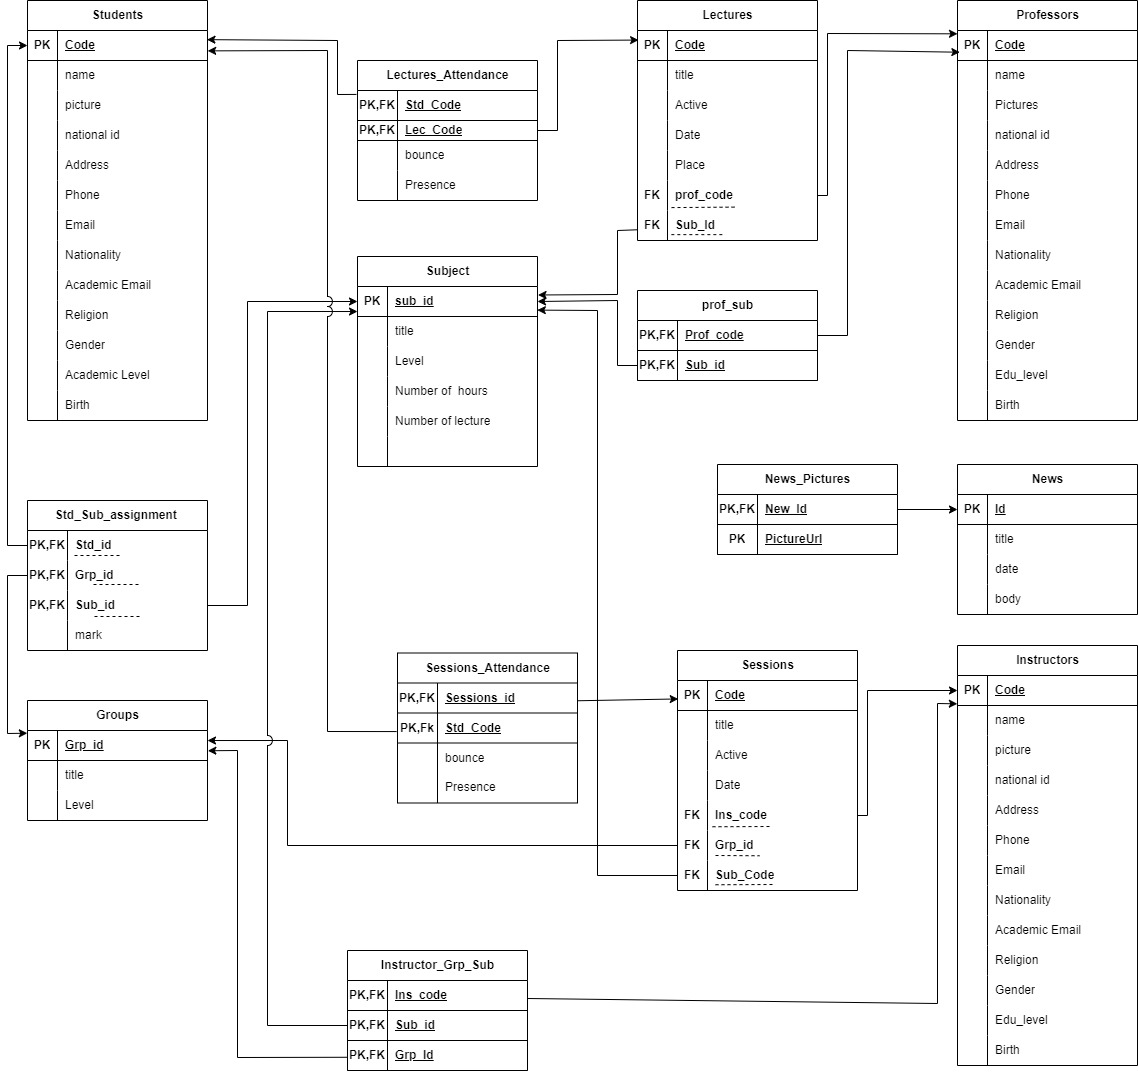 Students
PK Code
name
picture
national id
Address
Phone
Email
Nationality
Academic Email
Religion
Gender
Academic Level
Birth
Lectures_Attendance
PK,FK Std_Code
PK,FK Lec_Code
bounce
Presence
Lectures
PK Code
title
Active
Date
Place
FK prof_code
FK Sub_Id
Professors
PK Code
name
Pictures
national id
Address
Phone
Email
Nationality
Academic Email
Religion
Gender
Edu_level
Birth
Subject
PK sub_id
title
Level
Number of hours
Number of lecture
prof_sub
PK,FK Prof_code
PK,FK Sub_id
News_Pictures
PK,FK New_Id
PK PictureUrl
News
PK Id
title
date
body
Std_Sub_assignment
PK,FK Std_id
PK,FK Grp_id
PK,FK Sub_id
mark
Groups
PK Grp_id
title
Level
Sessions_Attendance
PK,FK Sessions_id
PK,Fk Std_Code
bounce
Presence
Sessions
PK Code
title
Active
Date
FK Ins_code
FK Grp_id
FK Sub_Code
Instructors
PK Code
name
picture
national id
Address
Phone
Email
Nationality
Academic Email
Religion
Gender
Edu_level
Birth
Instructor_Grp_Sub
PK,FK Ins_code
PK,FK Sub_id
PK,FK Grp_Id